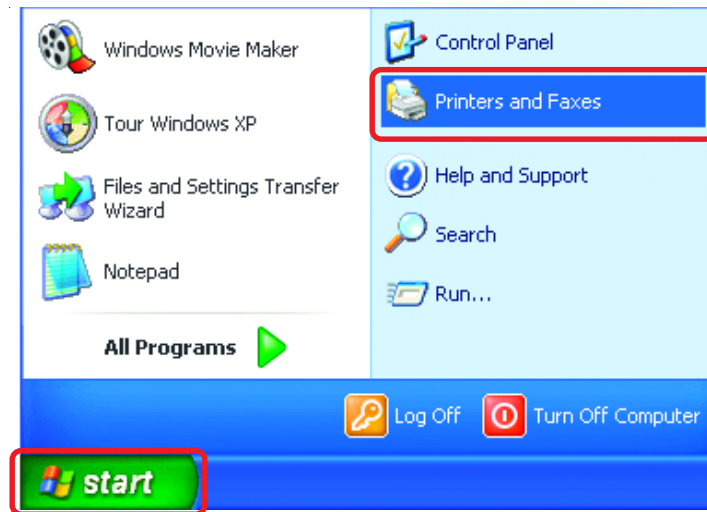 Windows Movie Maker
Tour Windows XP
Files and Settings Transfer
Wizard
Notepad
All Programs
Control Panel
Printers and Faxes
Help and Support
Search
Run...
Log Off
Turn Off Computer
start